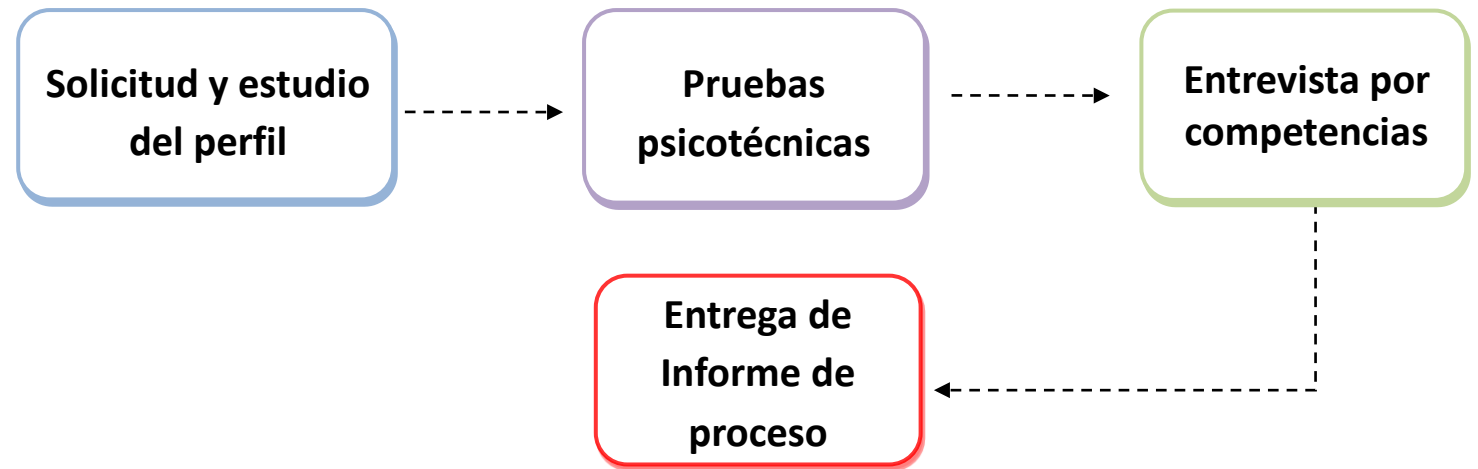 Solicitud y estudio
del perfil
Pruebas
psicotécnicas
Entrevista por
competencias
Entrega de
Informe de
proceso